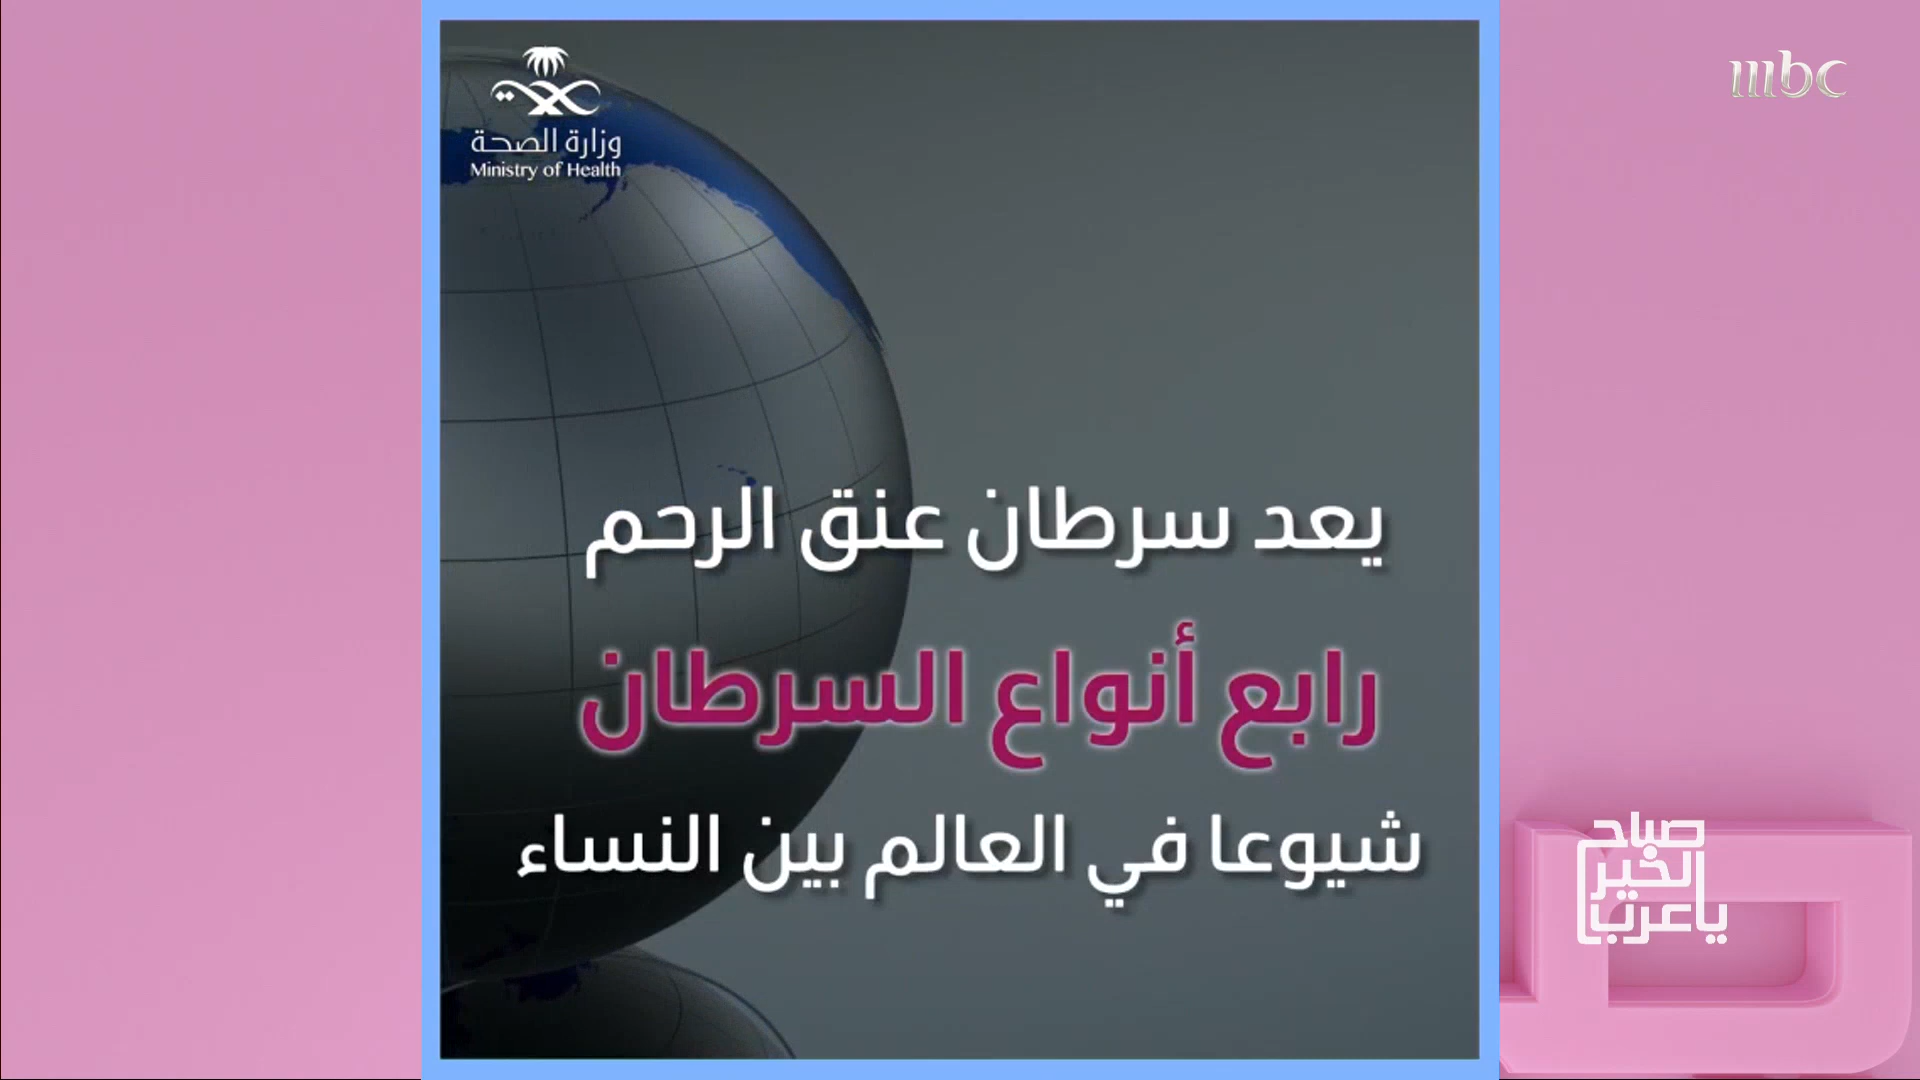 وزارة الصحة
Ministry of Health
mbc
يعد سرطان عنق الرحم
رابع أنواع السرطان
شيوعا في العالم بين النساء
صباح
الخير
ياعرب